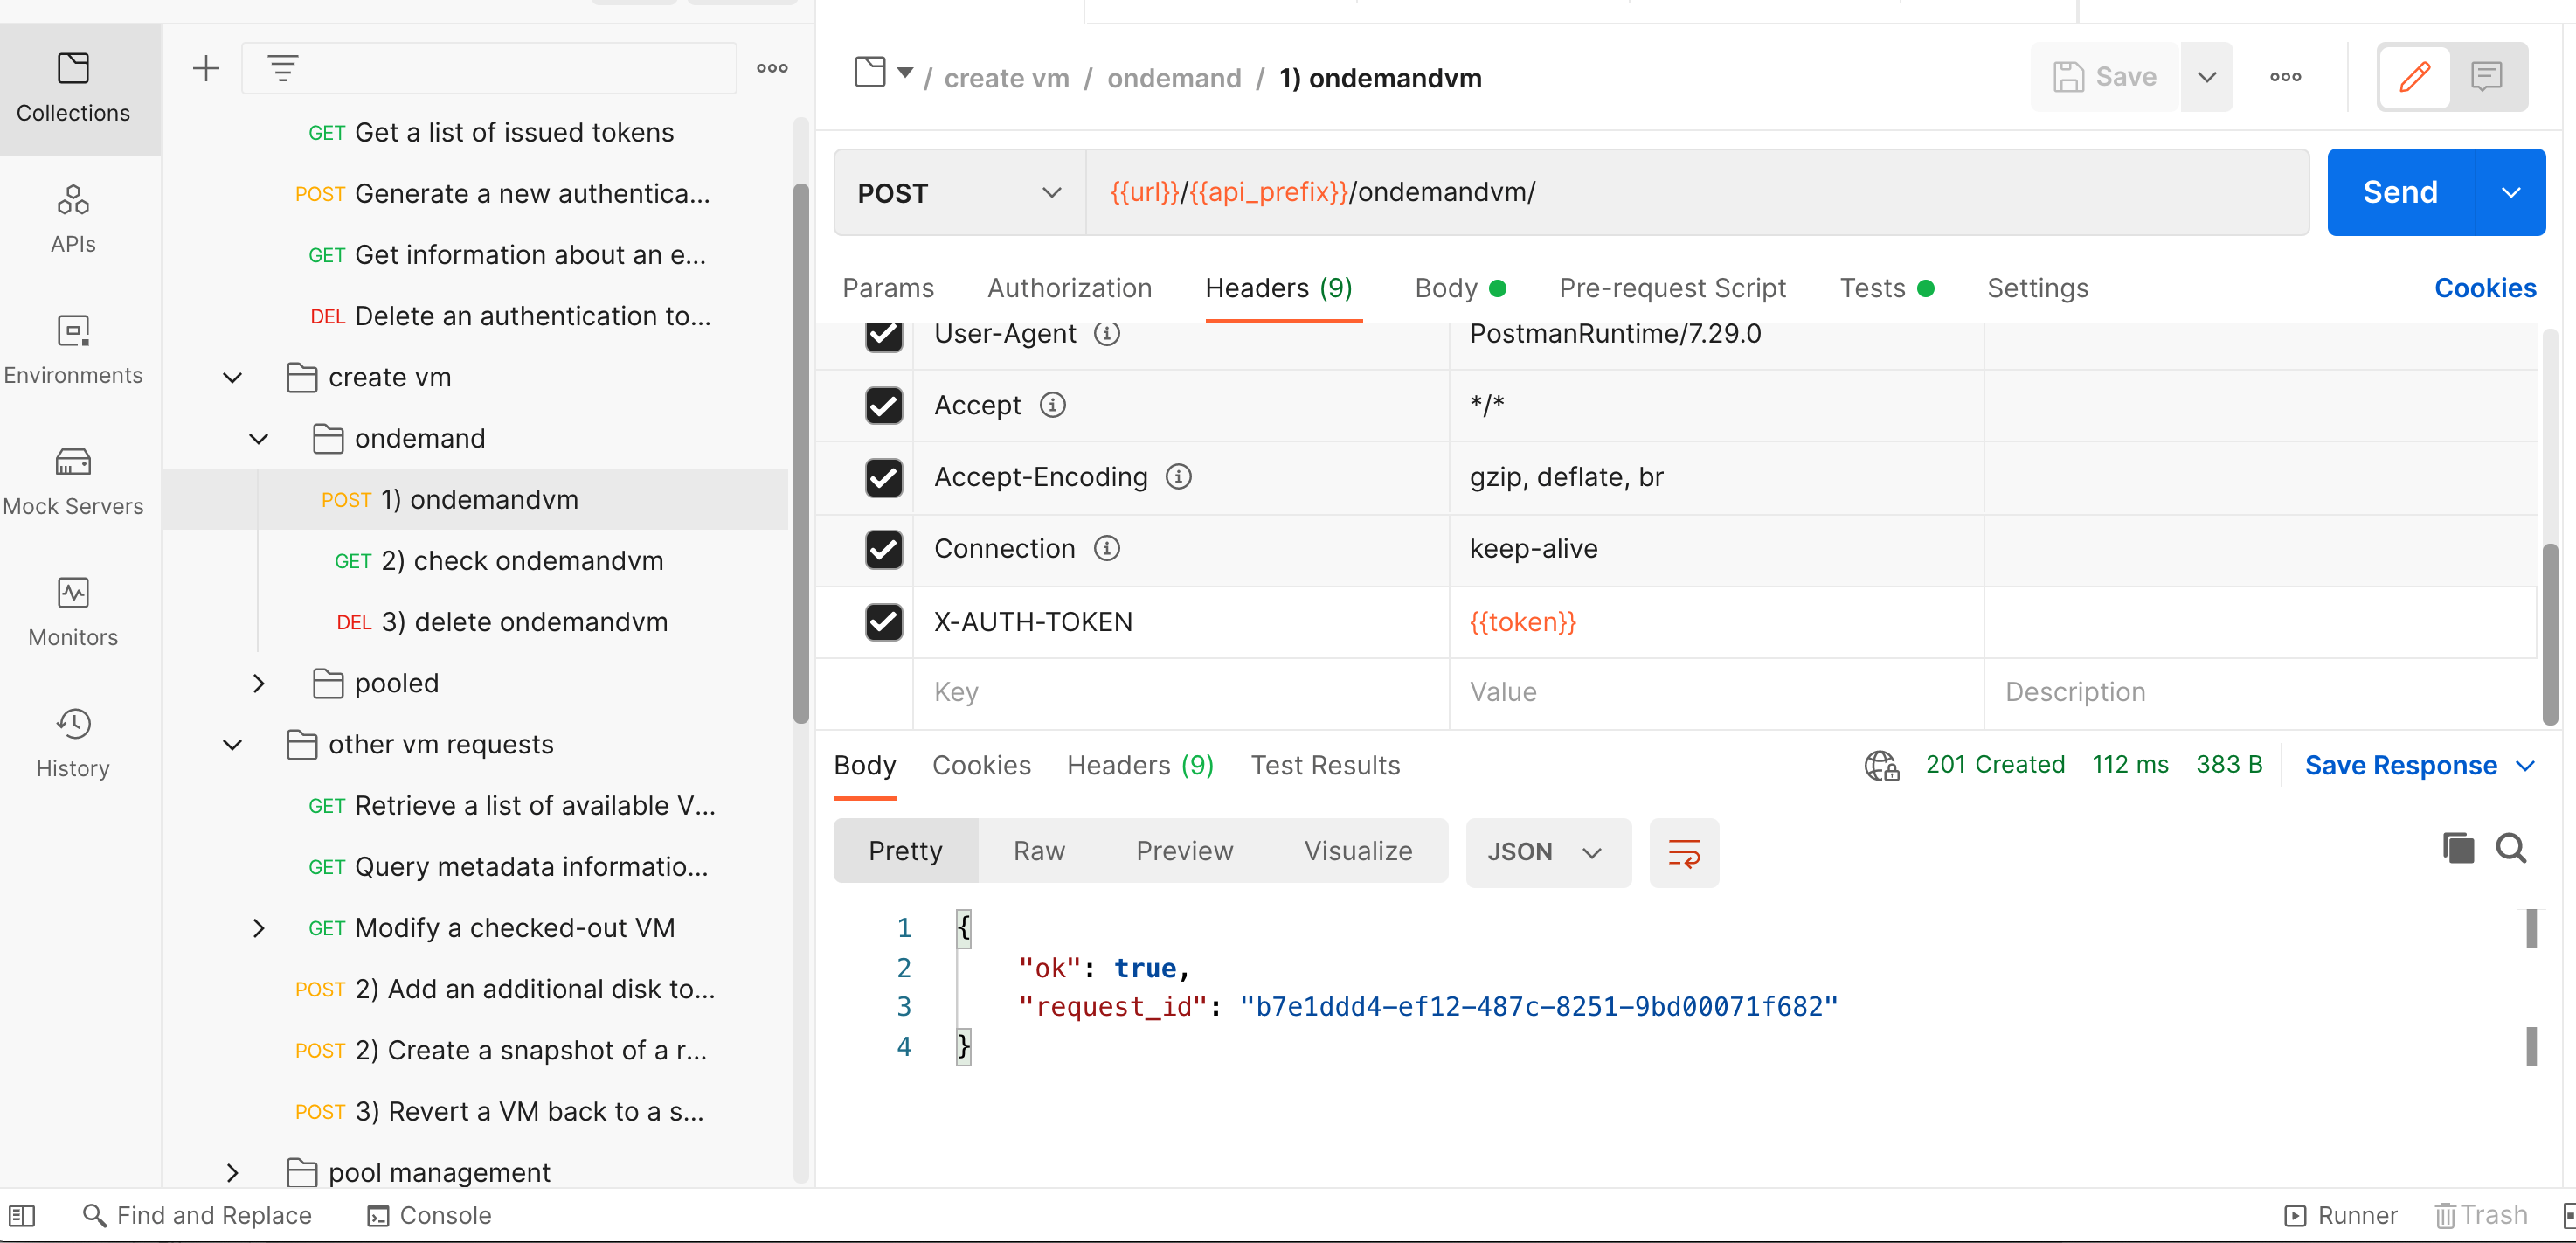 Collections
APIs
Environments
Mock Servers
Monitors
History
GET Get a list of issued tokens
POST Generate a new authentica...
GET Get information about an e...
DEL Delete an authentication to...
create vm
ondemand
POST 1) ondemandvm
GET 2) check ondemandvm
DEL 3) delete ondemandvm
pooled
other vm requests
GET Retrieve a list of available V...
GET Query metadata informatio...
GET Modify a checked-out VM
POST 2) Add an additional disk to...
POST 2) Create a snapshot of a r...
POST 3) Revert a VM back to a s...
pool management
/ create vm / ondemand / 1) ondemandvm
Save
POST {{url}}/{{api_prefix}}/ondemandvm/ Send
Params Authorization Headers (9) Body Pre-request Script Tests Settings Cookies
User-Agent PostmanRuntime/7.29.0
Accept */*
Accept-Encoding gzip, deflate, br
Connection keep-alive
X-AUTH-TOKEN {{token}}
Key Value Description
Body Cookies Headers (9) Test Results 201 Created 112 ms 383 B Save Response
Pretty Raw Preview Visualize JSON
1 {
2 "ok": true,
3 "request_id": "b7e1ddd4-ef12-487c-8251-9bd00071f682"
4 }
Find and Replace Console Runner Trash